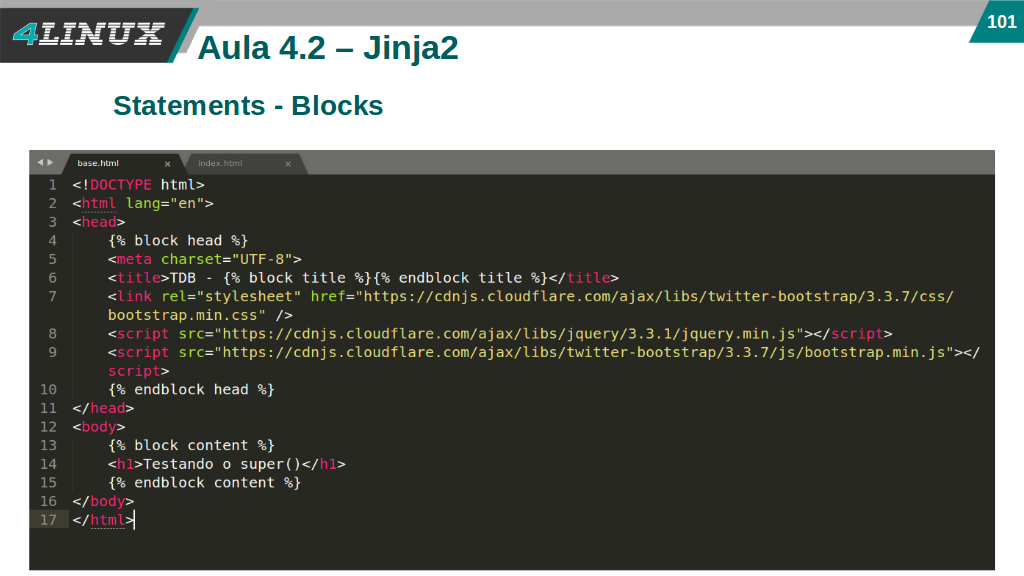 4LINUX
101
Aula 4.2 – Jinja2
Statements - Blocks
base.html × index.html ×
1 <!DOCTYPE html>
2 <html lang="en">
3 <head>
4 {% block head %}
5 <meta charset="UTF-8">
6 <title>TDB - {% block title %}{% endblock title %}</title>
7 <link rel="stylesheet" href="https://cdnjs.cloudflare.com/ajax/libs/twitter-bootstrap/3.3.7/css/
bootstrap.min.css" />
8 <script src="https://cdnjs.cloudflare.com/ajax/libs/jquery/3.3.1/jquery.min.js"></script>
9 <script src="https://cdnjs.cloudflare.com/ajax/libs/twitter-bootstrap/3.3.7/js/bootstrap.min.js"></
script>
10 {% endblock head %}
11 </head>
12 <body>
13 {% block content %}
14 <h1>Testando o super()</h1>
15 {% endblock content %}
16 </body>
17 </html>